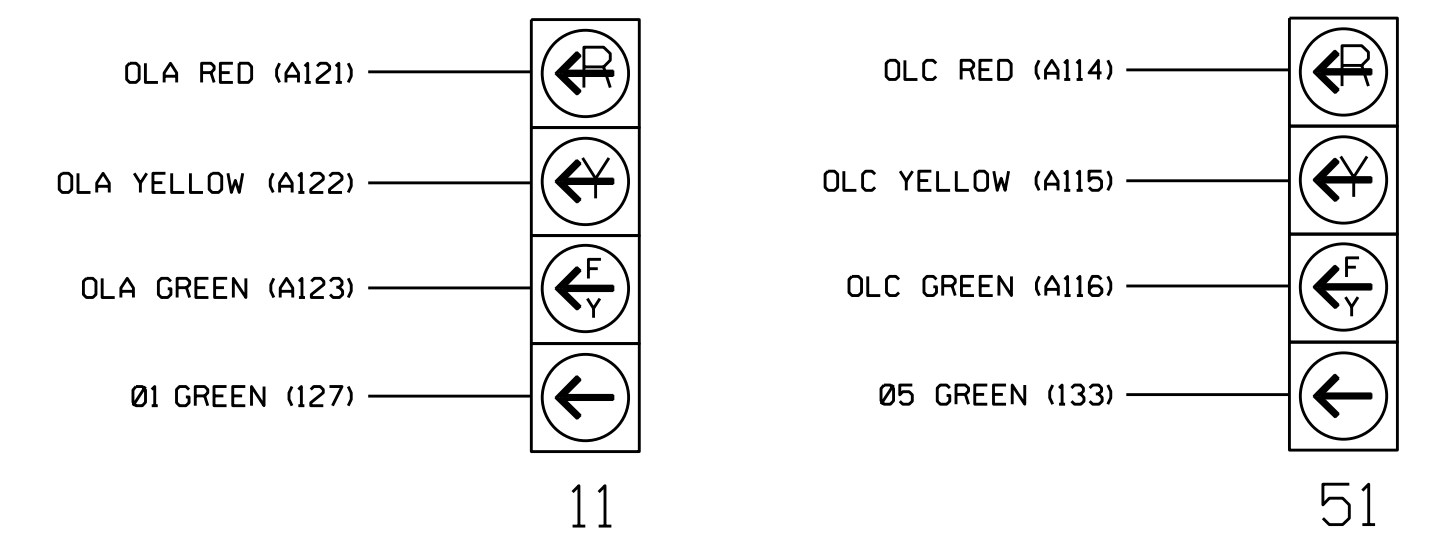 OLA RED (A121)
R
OLA YELLOW (A122)
Y
OLA GREEN (A123)
F
Y
Ø1 GREEN (127)
11
OLC RED (A114)
R
OLC YELLOW (A115)
Y
OLC GREEN (A116)
F
Y
Ø5 GREEN (133)
51